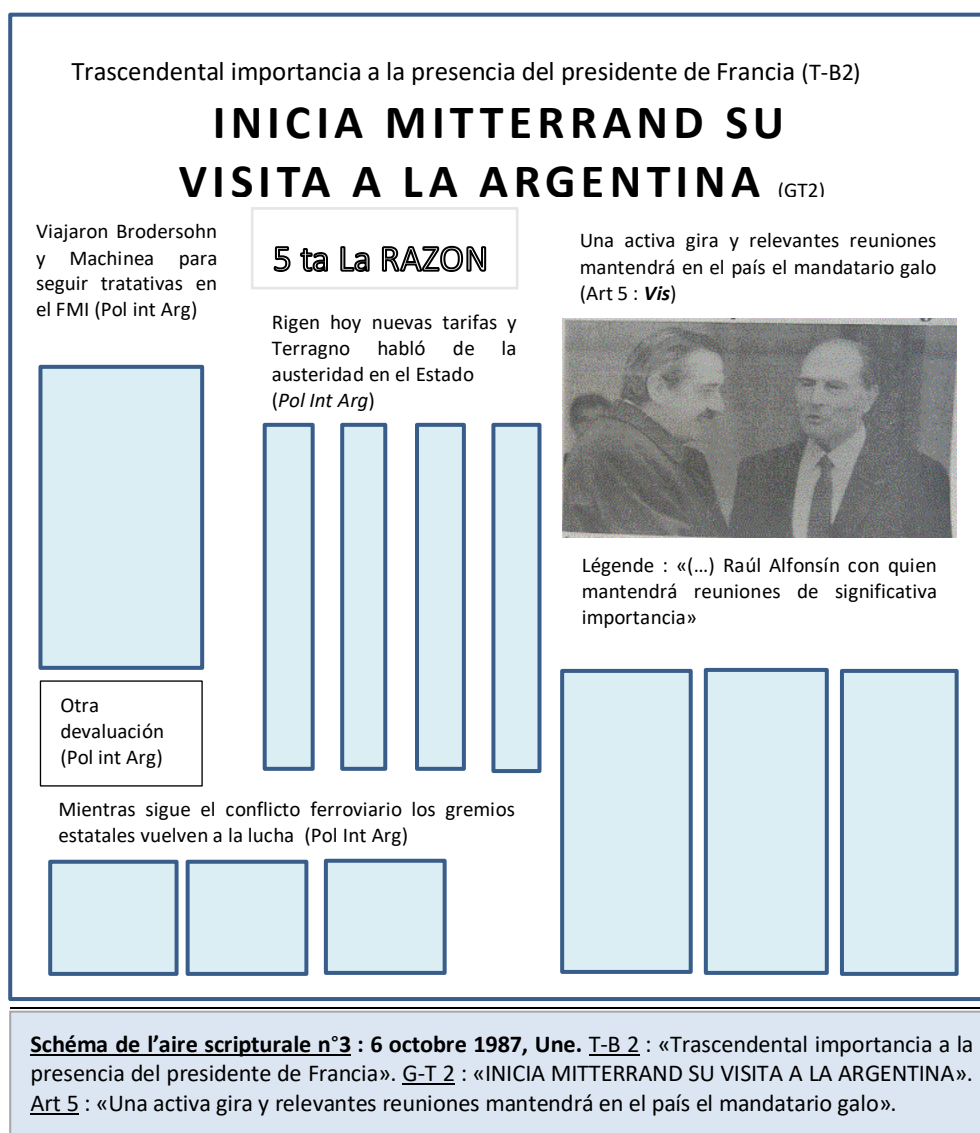 Trascendental importancia a la presencia del presidente de Francia (T-B2)
INICIA MITTERRAND SU
VISITA A LA ARGENTINA (GT2)
Viajaron Brodersohn
y Machinea para
seguir tratativas en
el FMI (Pol int Arg)
5 ta La RAZON
Rigen hoy nuevas tarifas y
Terragno habló de la
austeridad en el Estado
(Pol Int Arg)
Una activa gira y relevantes reuniones
mantendrá en el país el mandatario galo
(Art 5 : Vis)
Légende : «(...) Raúl Alfonsín con quien
mantendrá reuniones de significativa
importancia»
Otra
devaluación
(Pol int Arg)
Mientras sigue el conflicto ferroviario los gremios
estatales vuelven a la lucha (Pol Int Arg)
Schéma de l'aire scripturale n°3 : 6 octobre 1987, Une. T-B 2 : «Trascendental importancia a la
presencia del presidente de Francia». G-T 2 : «INICIA MITTERRAND SU VISITA A LA ARGENTINA».
Art 5 : «Una activa gira y relevantes reuniones mantendrá en el país el mandatario galo».